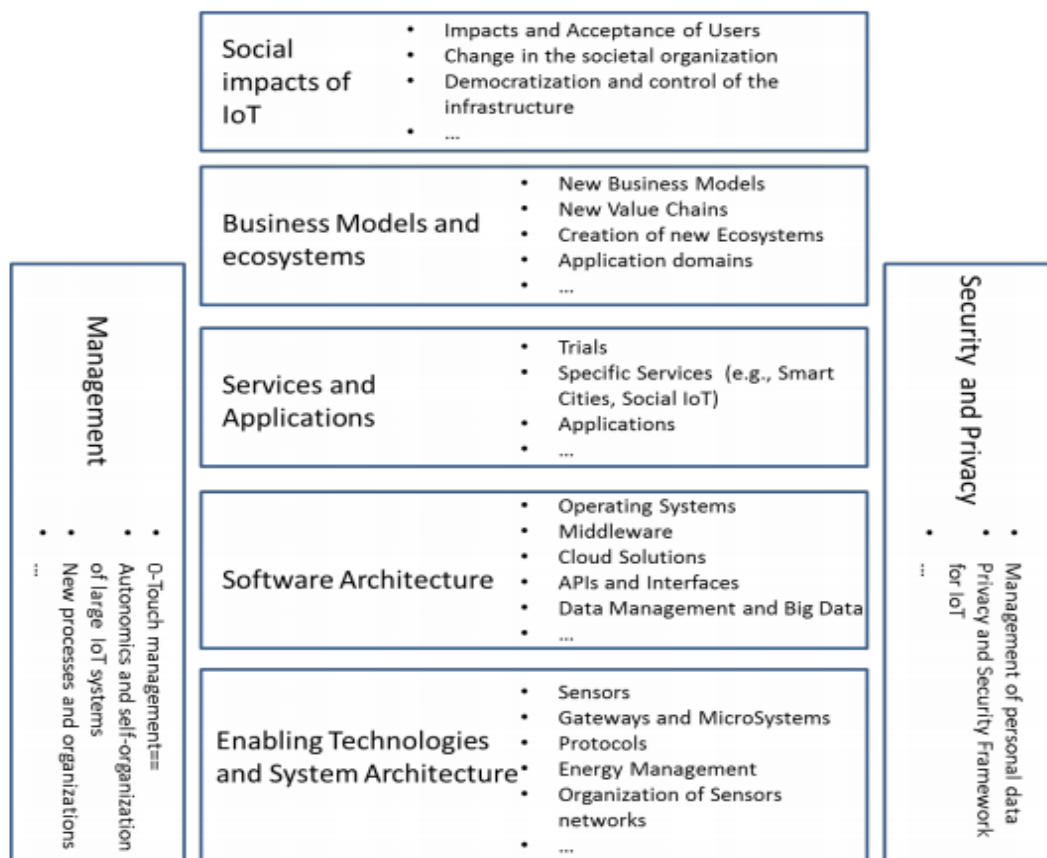 Social
impacts of
IoT
• Impacts and Acceptance of Users
• Change in the societal organization
• Democratization and control of the
infrastructure
• ...
Business Models and
ecosystems
• New Business Models
• New Value Chains
• Creation of new Ecosystems
• Application domains
• ...
Services and
Applications
• Trials
• Specific Services (e.g., Smart
Cities, Social IoT)
• Applications
• ...
Software Architecture
• Operating Systems
• Middleware
• Cloud Solutions
• APIs and Interfaces
• Data Management and Big Data
• ...
Enabling Technologies
and System Architecture
• Sensors
• Gateways and MicroSystems
• Protocols
• Energy Management
• Organization of Sensors
networks
• ...
Management
• 0-Touch management==
• Autonomics and self-organization
of large IoT systems
• New processes and organizations
• ...
Security and Privacy
• Management of personal data
• Privacy and Security Framework
for IoT
• ...